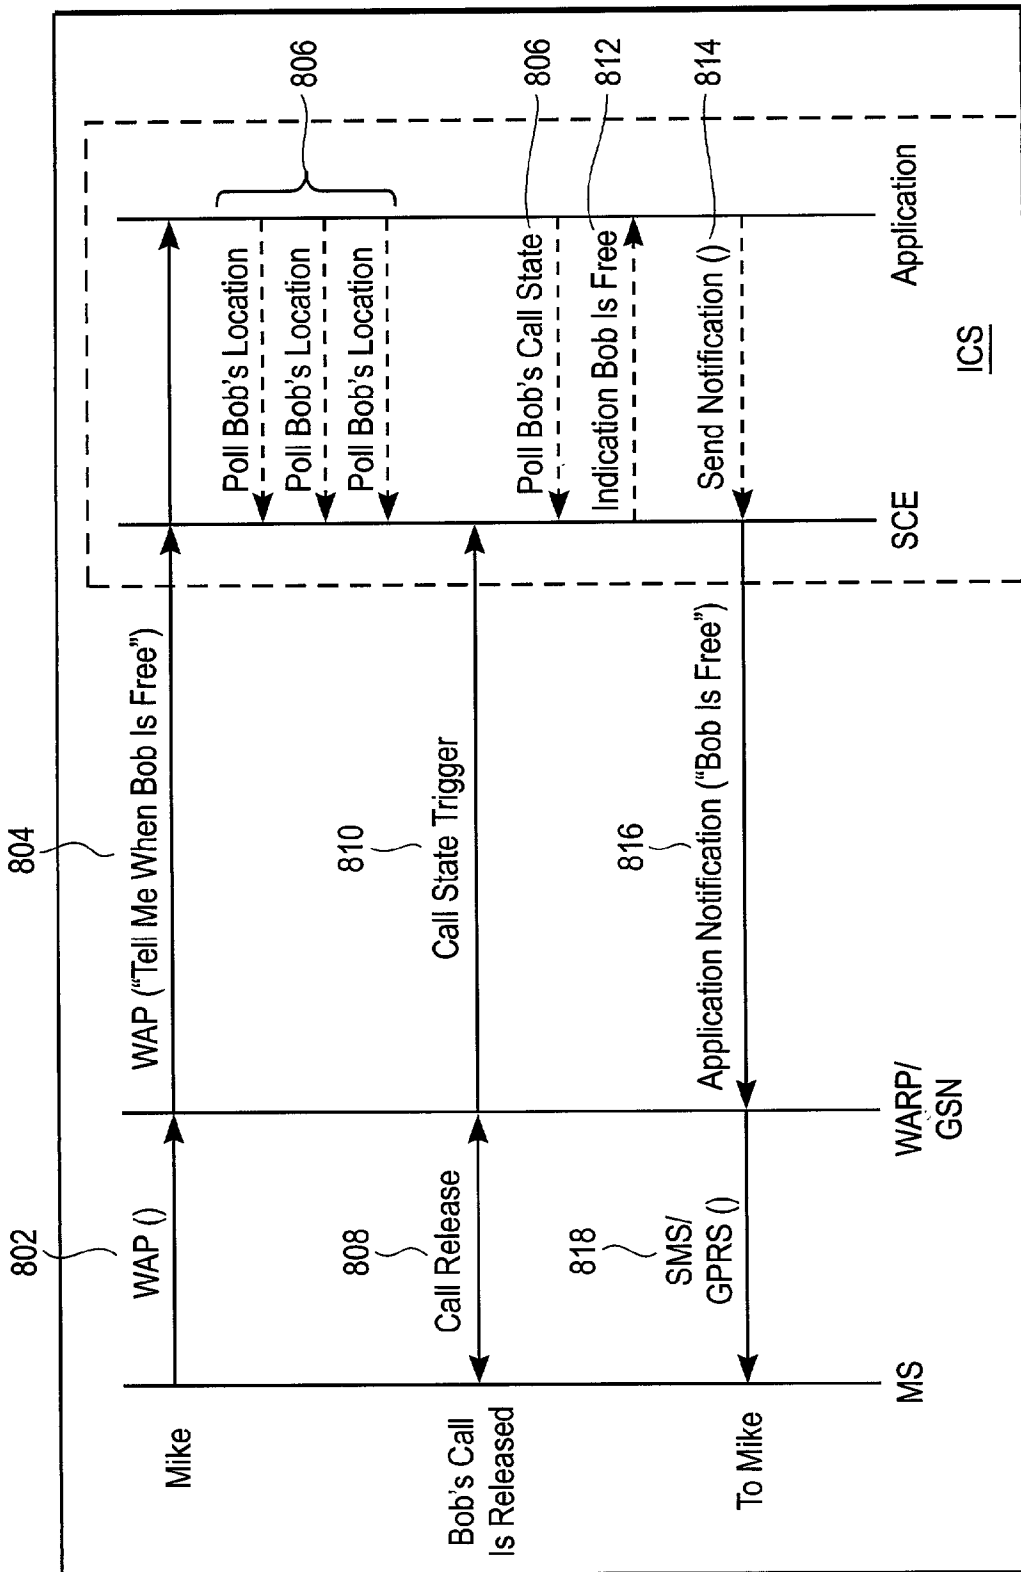 802
804
806
WAP ()
WAP ("Tell Me When Bob Is Free")
Mike
Poll Bob's Location
Poll Bob's Location
Poll Bob's Location
808
810
Call Release
Call State Trigger
Bob's Call
Is Released
Poll Bob's Call State
806
Indication Bob Is Free
812
818
816
814
SMS/
GPRS ()
Application Notification ("Bob Is Free")
Send Notification ()
To Mike
MS
WARP/
GSN
SCE
Application
ICS